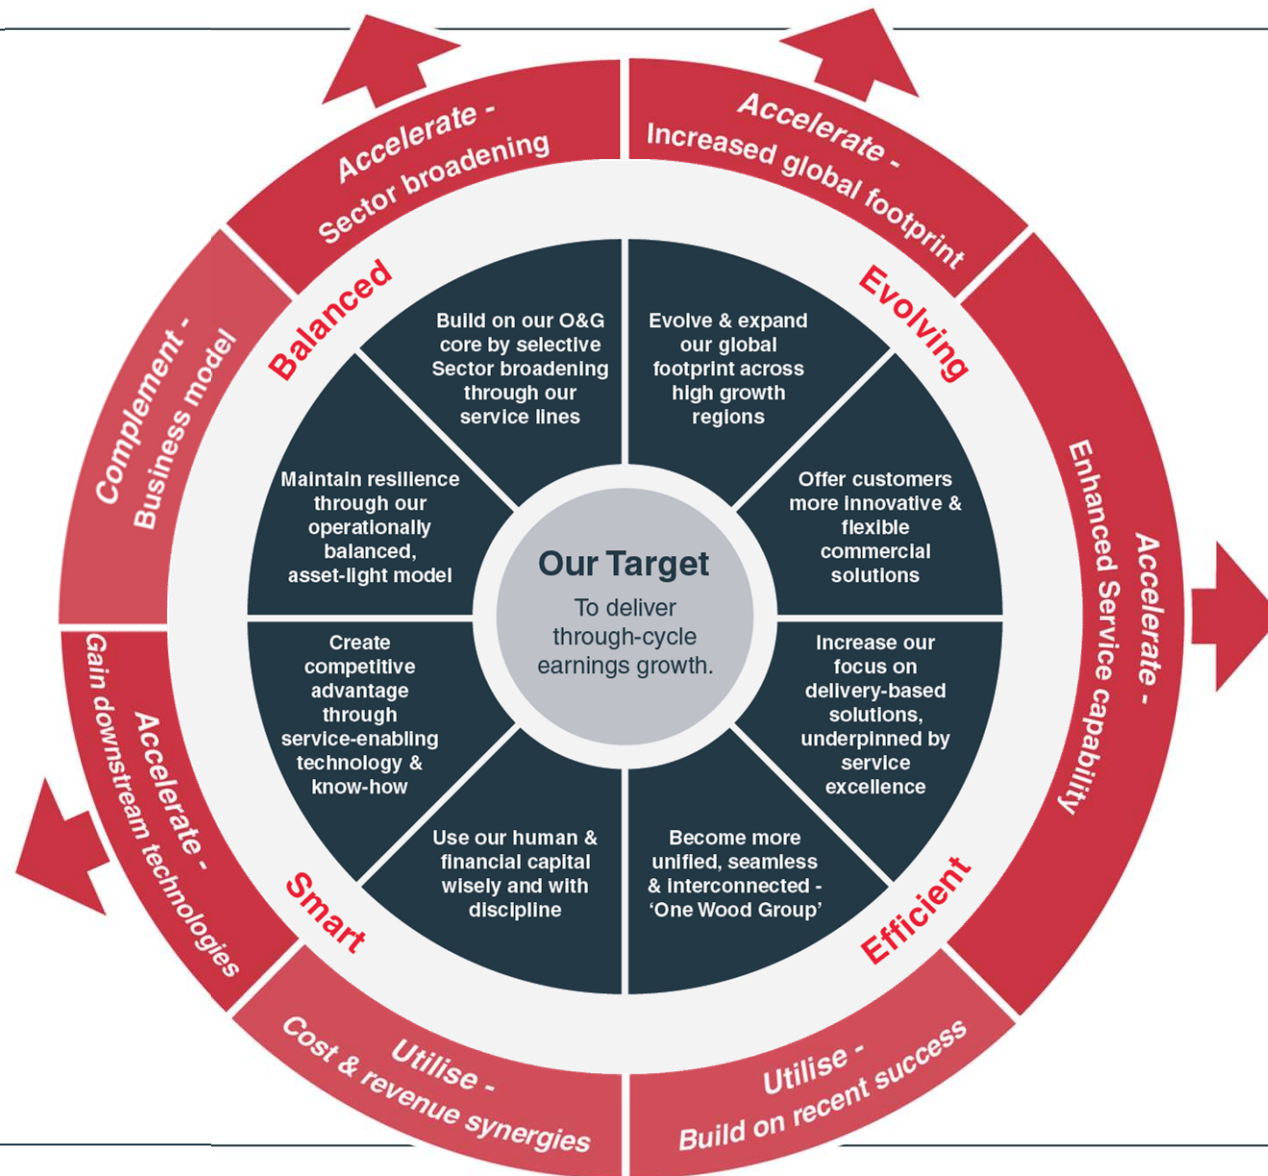 Accelerate -
Sector broadening
Accelerate -
Increased global footprint
Accelerate -
Enhanced Service capability
Utilise -
Build on recent success
Utilise -
Cost & revenue synergies
Accelerate -
Gain downstream technologies
Complement -
Business model
Balanced
Evolving
Efficient
Smart
Build on our O&G
core by selective
Sector broadening
through our
service lines
Evolve & expand
our global
footprint across
high growth
regions
Offer customers
more innovative &
flexible
commercial
solutions
Increase our
focus on
delivery-based
solutions,
underpinned by
service
excellence
Become more
unified, seamless
& interconnected -
‘One Wood Group’
Use our human &
financial capital
wisely and with
discipline
Create
competitive
advantage
through
service-enabling
technology &
know-how
Maintain resilience
through our
operationally
balanced,
asset-light model
Our Target
To deliver
through-cycle
earnings growth.